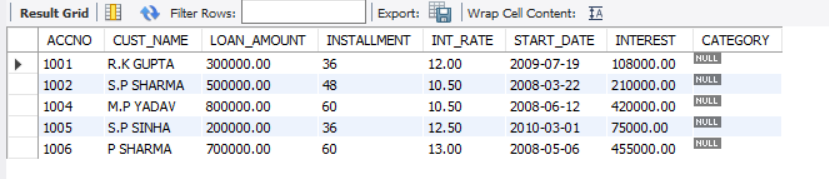 Result Grid Filter Rows: Export: Wrap Cell Content: IA
ACCNO CUST_NAME LOAN_AMOUNT INSTALLMENT INT_RATE START_DATE INTEREST CATEGORY
1001 R.K GUPTA 300000.00 36 12.00 2009-07-19 108000.00 NULL
1002 S.P SHARMA 500000.00 48 10.50 2008-03-22 210000.00 NULL
1004 M.P YADAV 800000.00 60 10.50 2008-06-12 420000.00 NULL
1005 S.P SINHA 200000.00 36 12.50 2010-03-01 75000.00 NULL
1006 P SHARMA 700000.00 60 13.00 2008-05-06 455000.00 NULL